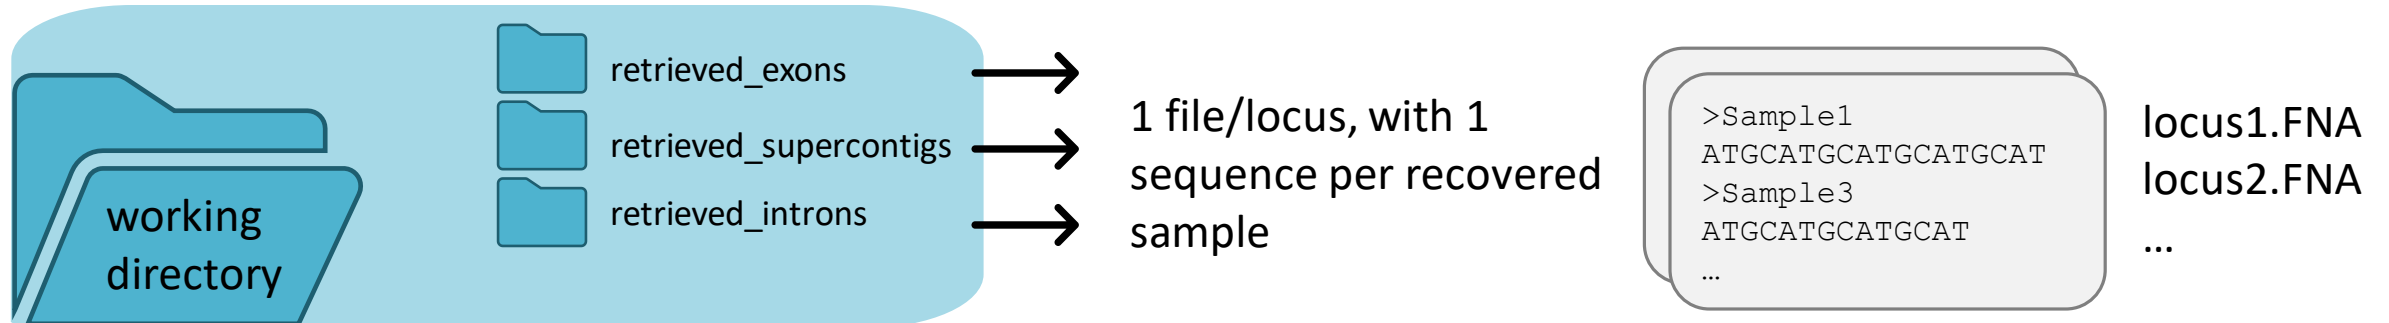 working
directory
retrieved_exons
retrieved_supercontigs
retrieved_introns
1 file/locus, with 1
sequence per recovered
sample
>Sample1
ATGCATGCATGCATGCAT
>Sample3
ATGCATGCATGCAT
…
locus1.FNA
locus2.FNA
…